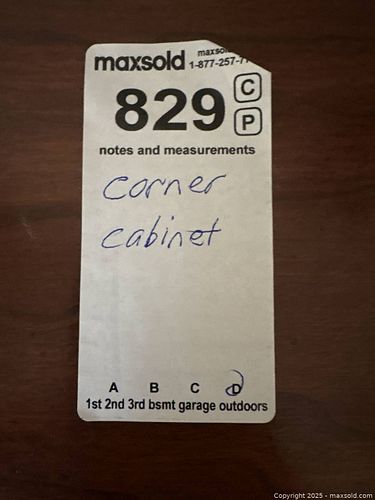 maxsold
1-877-257-7
829
C
P
notes and measurements
corner
cabinet
A B C D
1st 2nd 3rd bsmt garage outdoors
Copyright © 2025 - maxsold.com